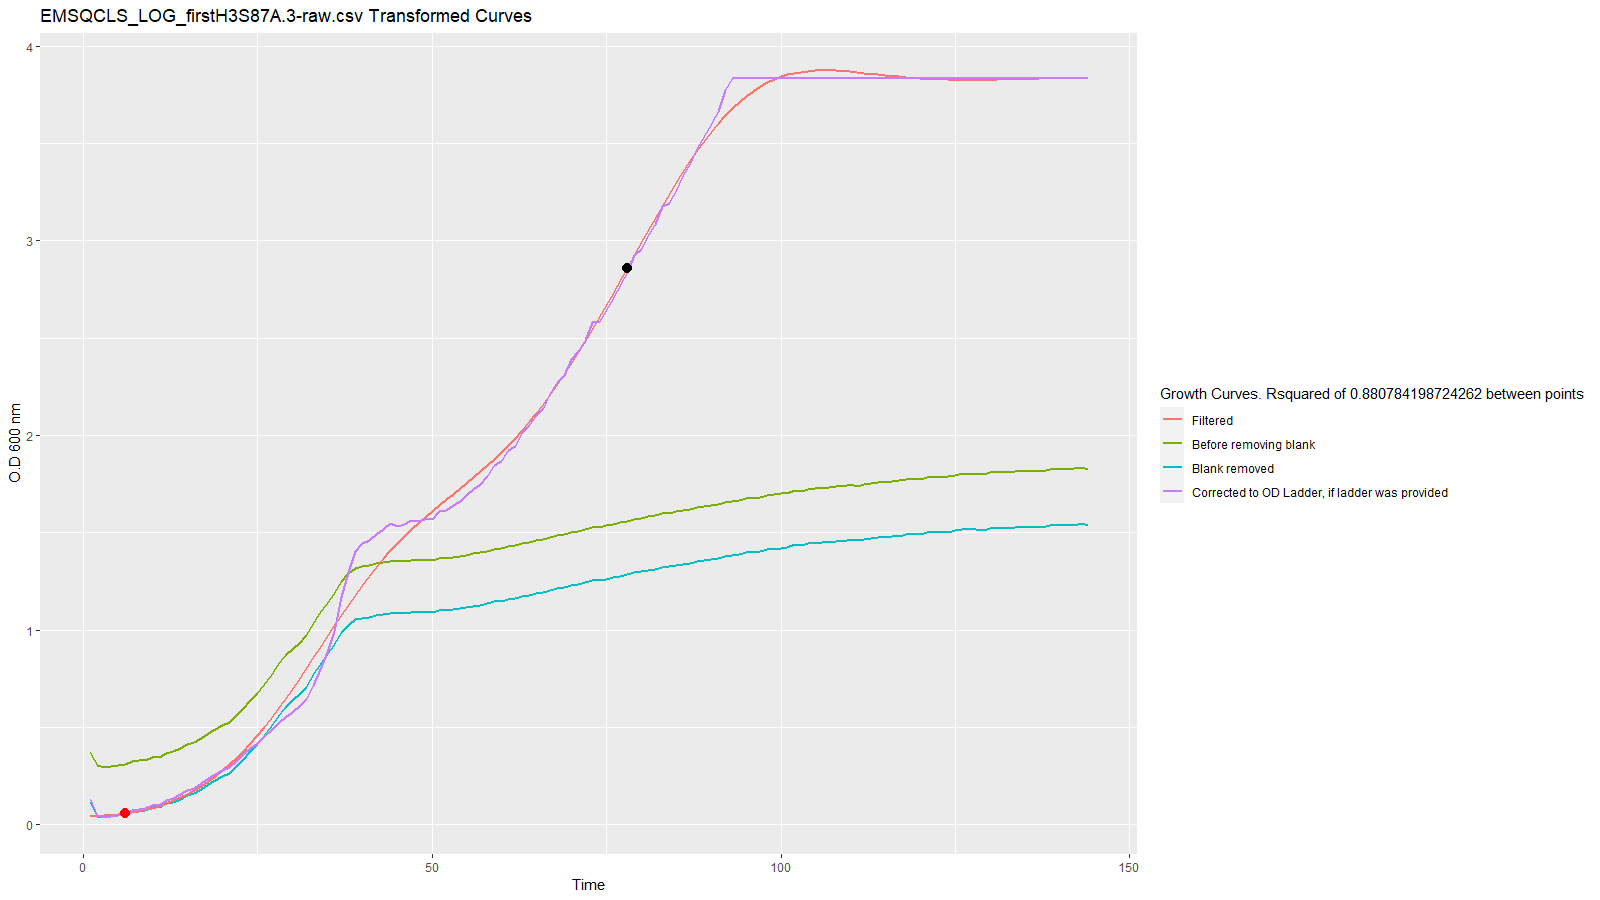 EMSQCLS_LOG_firstH3S87A.3-raw.csv Transformed Curves
4
3
2
1
0
O.D 600 nm
0 50 100 150
Time
Growth Curves. Rsquared of 0.880784198724262 between points
Filtered
Before removing blank
Blank removed
Corrected to OD Ladder, if ladder was provided